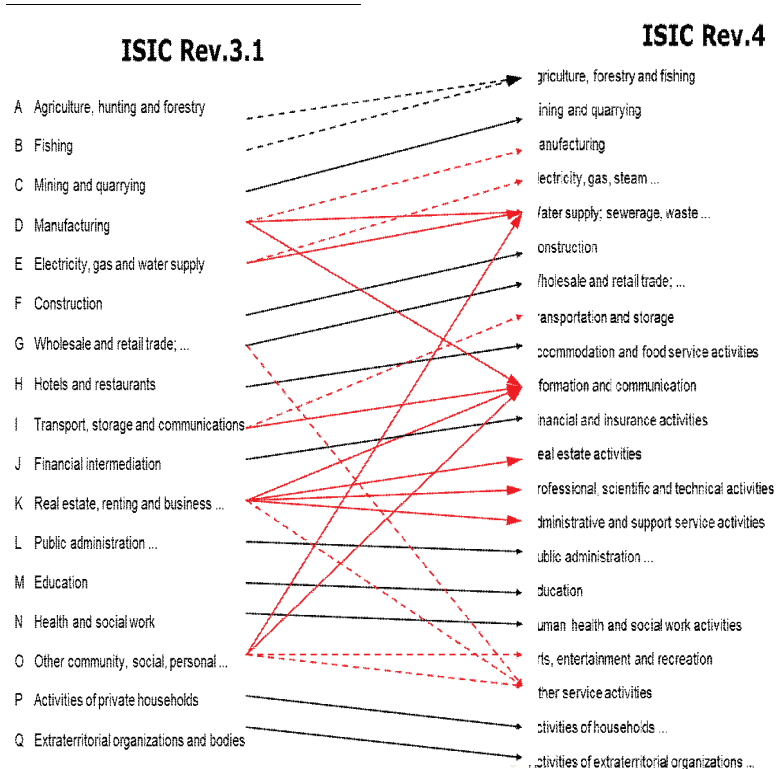 ISIC Rev.3.1
A Agriculture, hunting and forestry
B Fishing
C Mining and quarrying
D Manufacturing
E Electricity, gas and water supply
F Construction
G Wholesale and retail trade; ...
H Hotels and restaurants
I Transport, storage and communications
J Financial intermediation
K Real estate, renting and business ...
L Public administration ...
M Education
N Health and social work
O Other community, social, personal ...
P Activities of private households
Q Extraterritorial organizations and bodies
ISIC Rev.4
griculture, forestry and fishing
ining and quarrying
anufacturing
lectricity, gas, steam ...
Water supply; sewerage, waste ...
onstruction
Wholesale and retail trade; ...
ransportation and storage
ccommodation and food service activities
nformation and communication
inancial and insurance activities
eal estate activities
rofessional, scientific and technical activities
dministrative and support service activities
ublic administration ...
ducation
uman health and social work activities
rts, entertainment and recreation
ther service activities
ctivities of households ...
ctivities of extraterritorial organizations ...